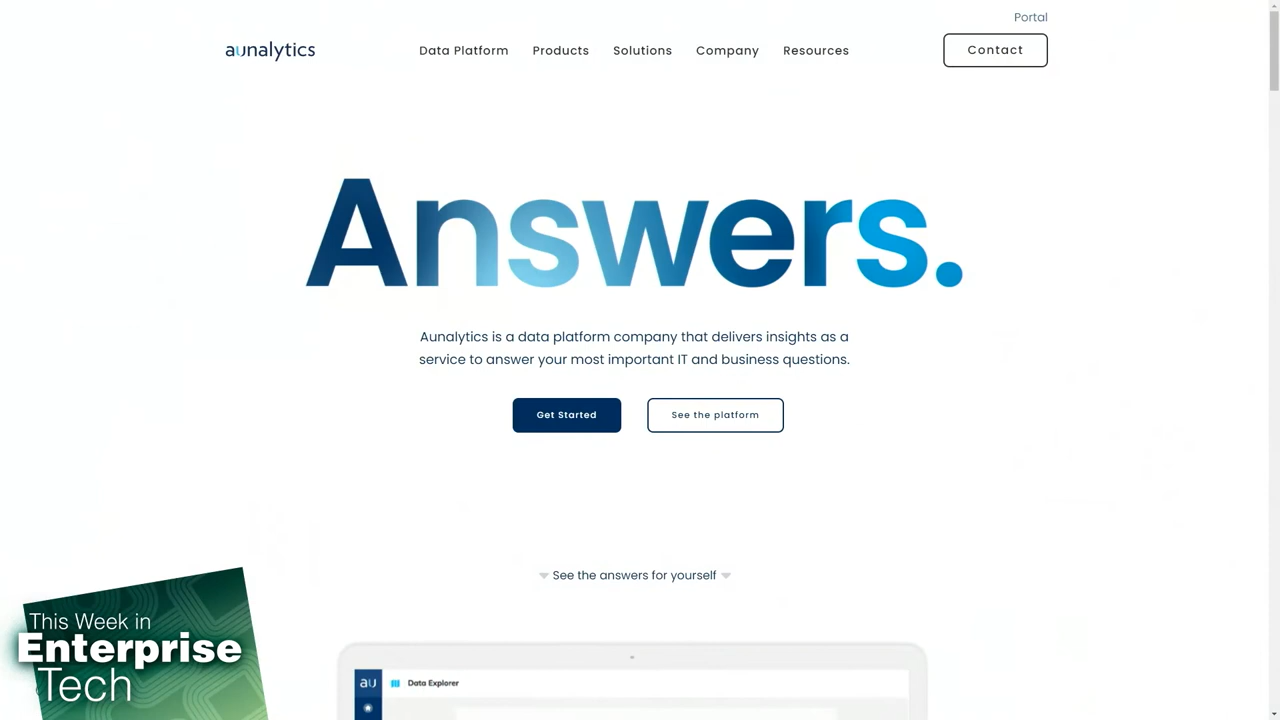 Portal
aunalytics
Data Platform Products Solutions Company Resources
Contact
Answers.
Aunalytics is a data platform company that delivers insights as a
service to answer your most important IT and business questions.
Get Started
See the platform
See the answers for yourself
au Data Explorer
This Week in
Enterprise
Tech